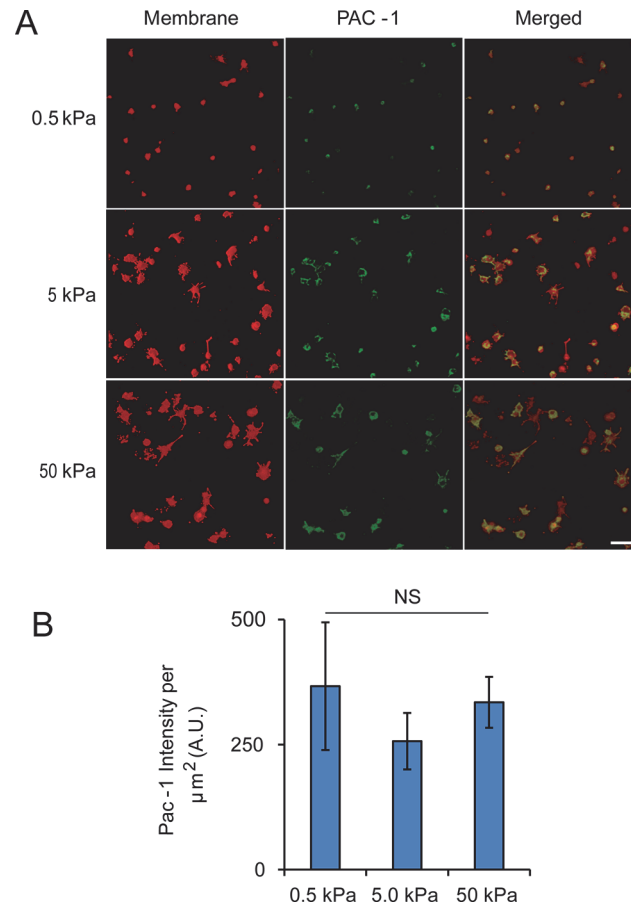 A
Membrane PAC -1 Merged
0.5 kPa
5 kPa
50 kPa
B
NS
500
250
0
Pac -1 Intensity per
µm2 (A.U.)
0.5 kPa 5.0 kPa 50 kPa